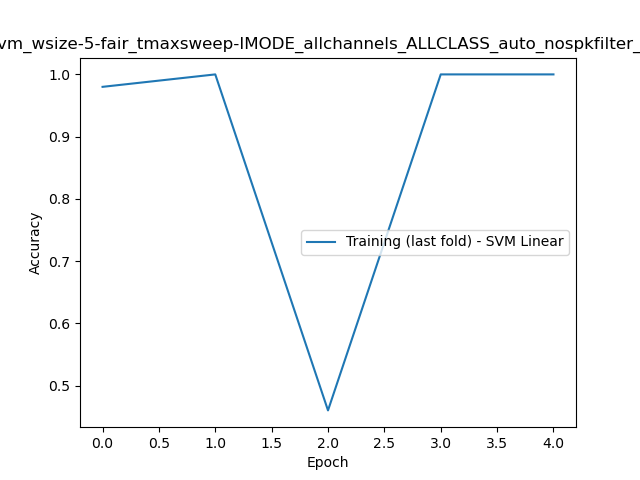 vm_wsize-5-fair_tmaxsweep-IMODE_allchannels_ALLCLASS_auto_nospkfilter_
1.0
0.9
0.8
0.7
0.6
0.5
Accuracy
Training (last fold) - SVM Linear
0.0 0.5 1.0 1.5 2.0 2.5 3.0 3.5 4.0
Epoch